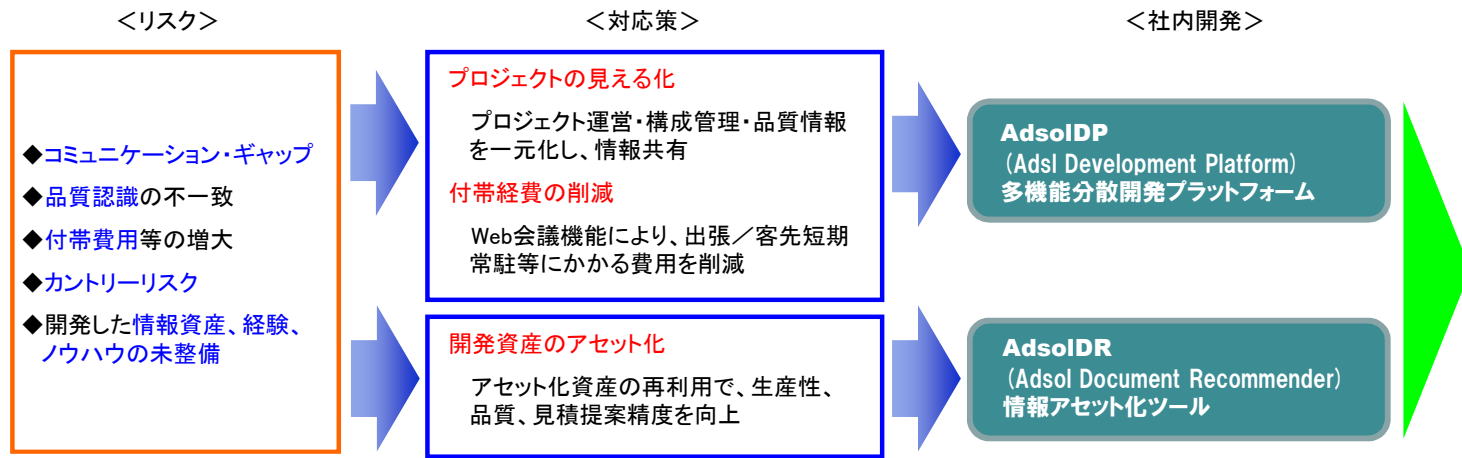 ＜リスク＞
＜対応策＞
＜社内開発＞
◆コミュニケーション・ギャップ
◆品質認識の不一致
◆付帯費用等の増大
◆カントリーリスク
◆開発した情報資産、経験、
ノウハウの未整備
プロジェクトの見える化
プロジェクト運営・構成管理・品質情報
を一元化し、情報共有
付帯経費の削減
Web会議機能により、出張／客先短期
常駐等にかかる費用を削減
開発資産のアセット化
アセット化資産の再利用で、生産性、
品質、見積提案精度を向上
AdsolDP
(Adsl Development Platform)
多機能分散開発プラットフォーム
AdsolDR
(Adsol Document Recommender)
情報アセット化ツール